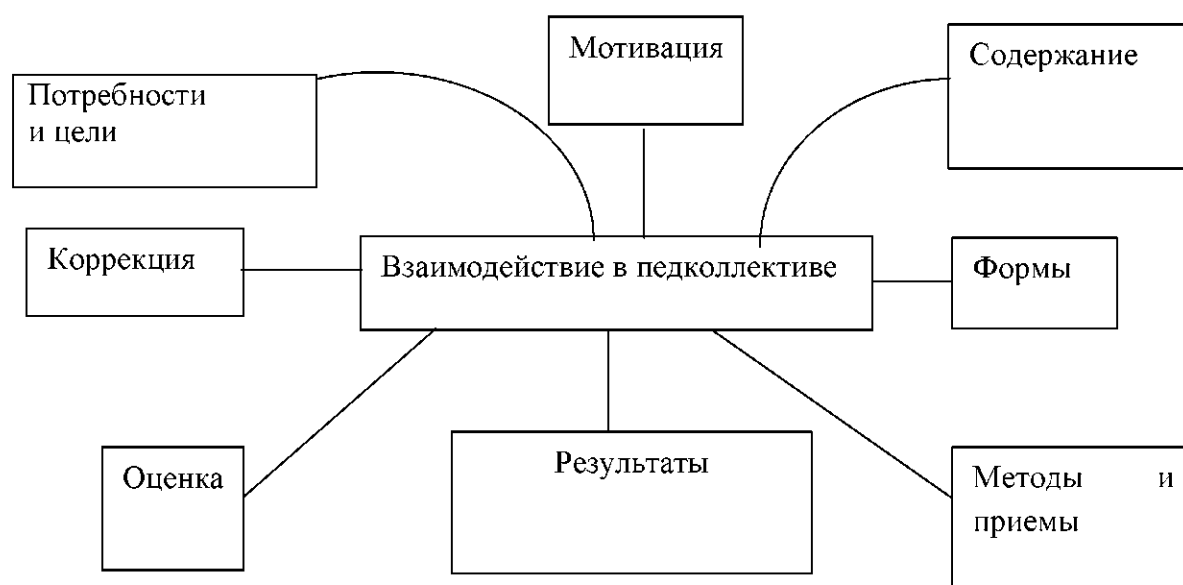 Мотивация
Содержание
Потребности
и цели
Коррекция
Взаимодействие в педколлективе
Формы
Оценка
Результаты
Методы и
приемы